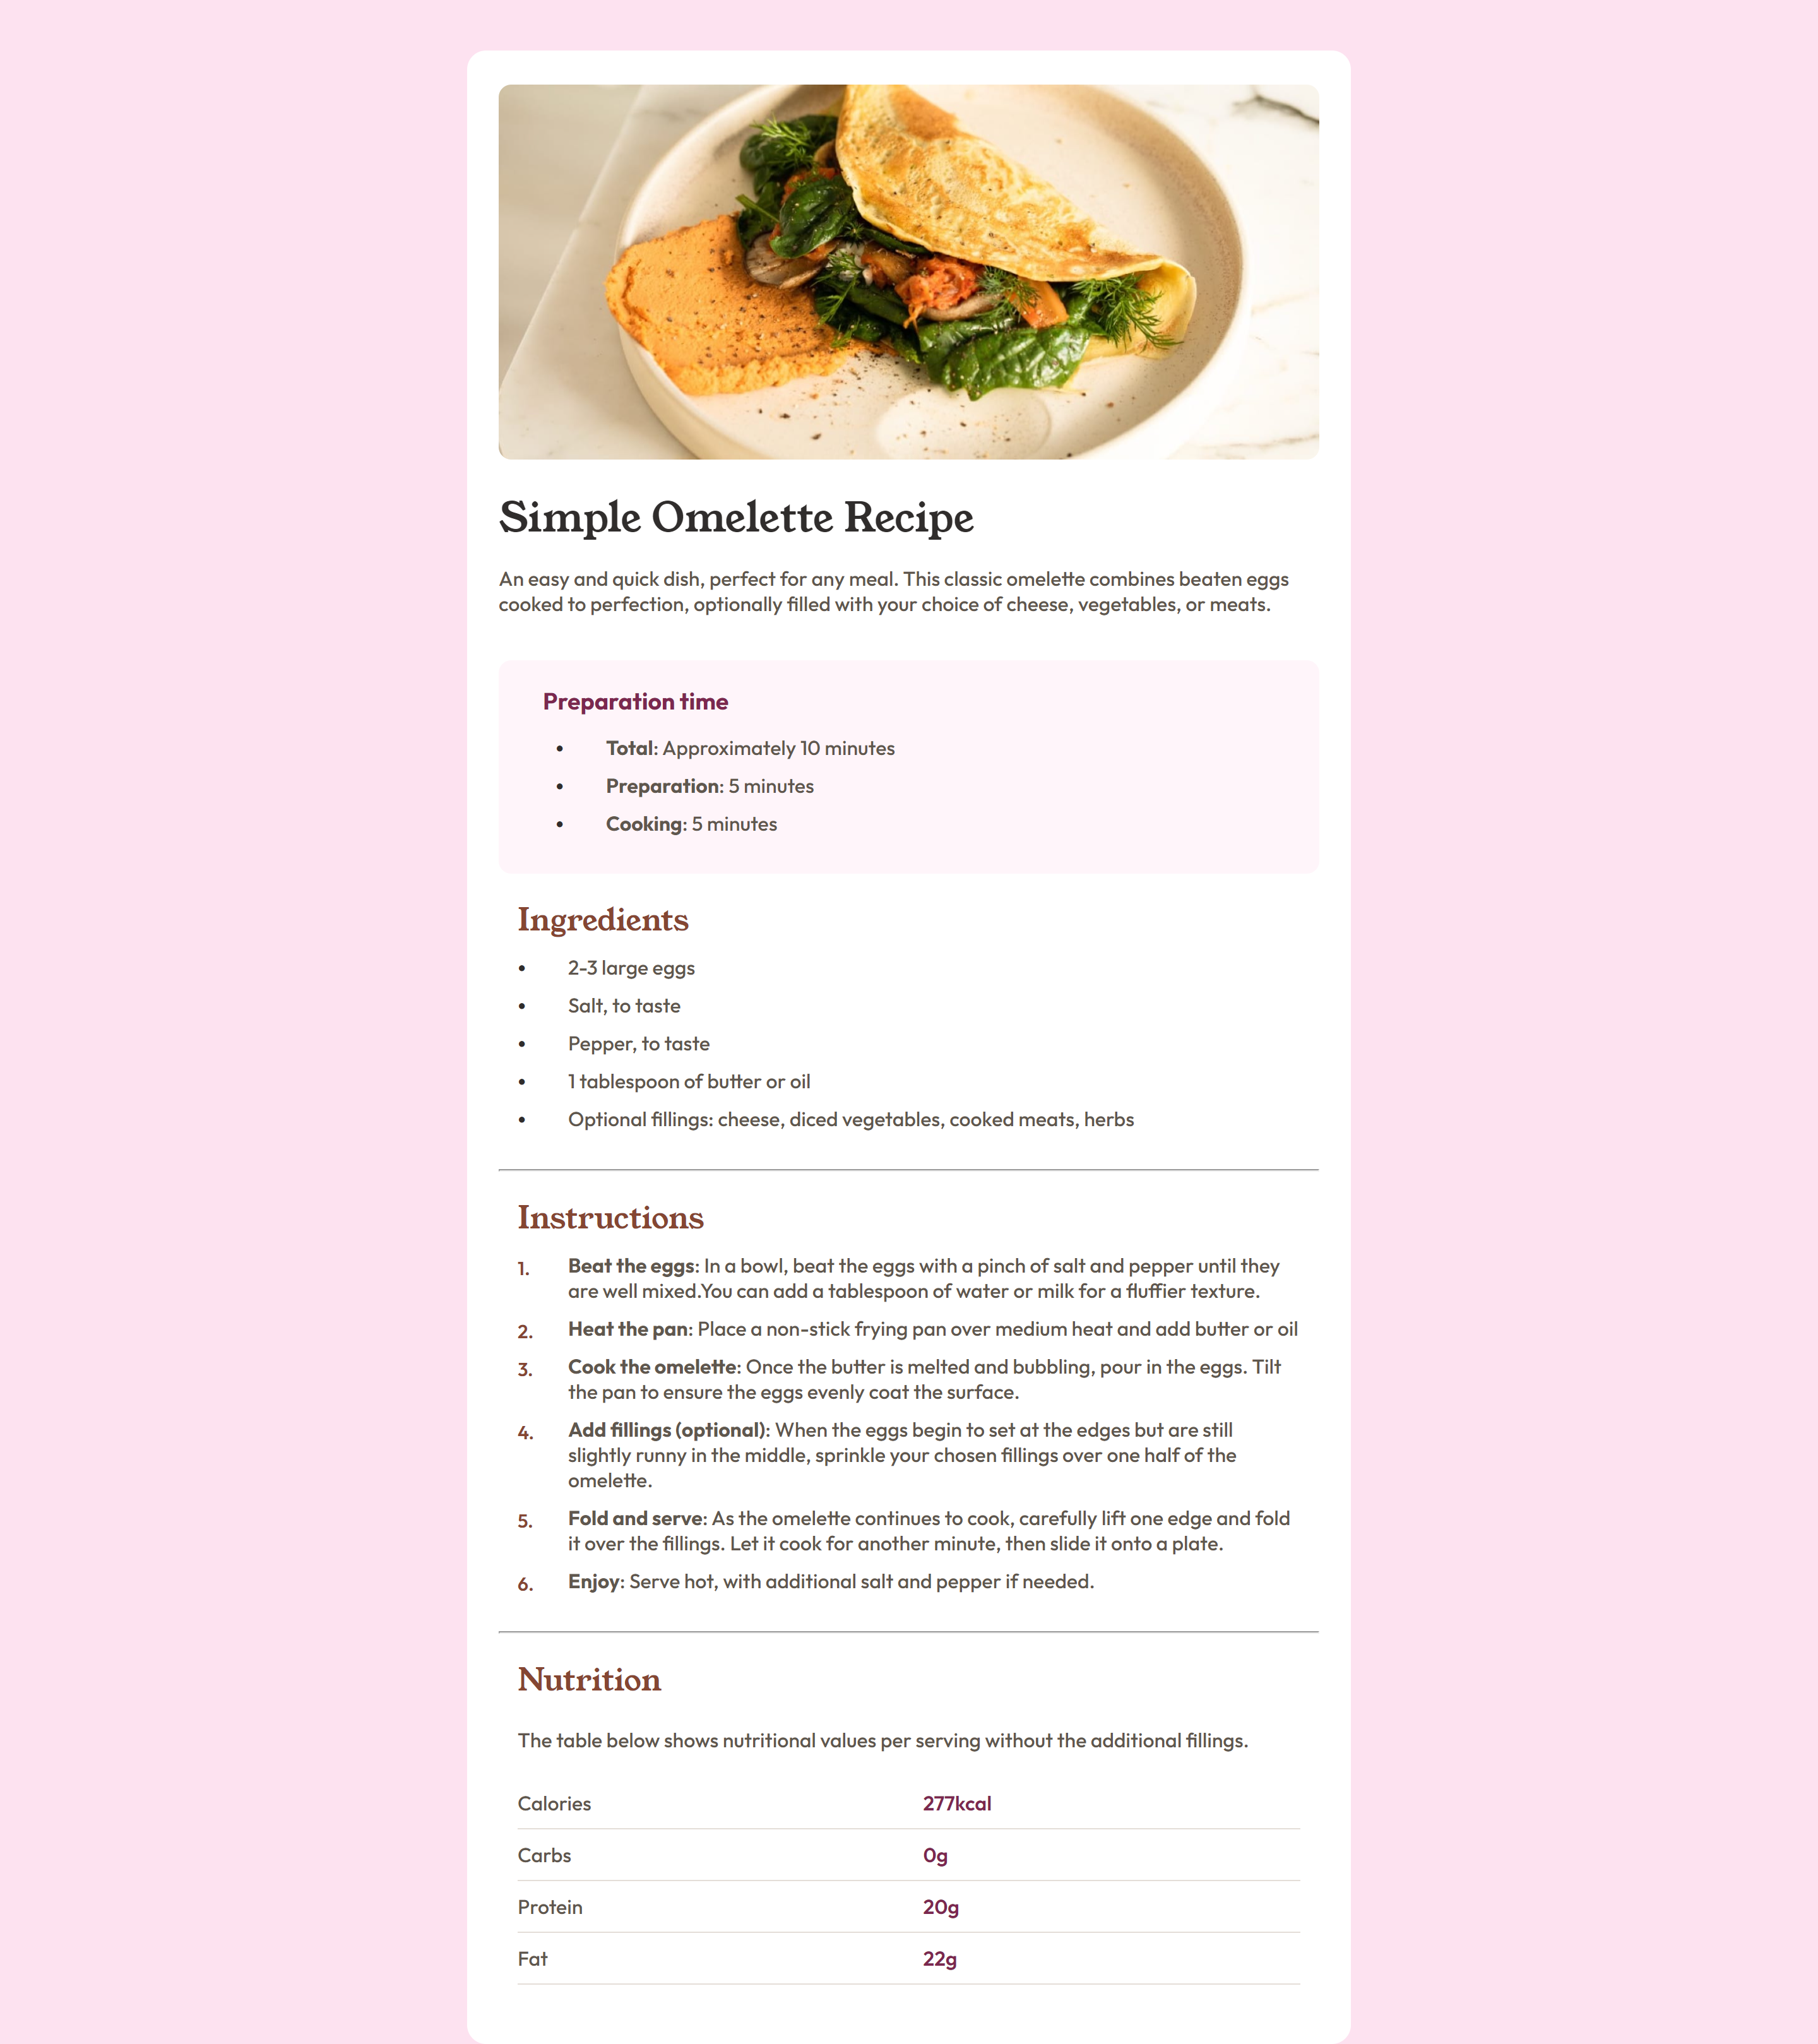 Simple Omelette Recipe
An easy and quick dish, perfect for any meal. This classic omelette combines beaten eggs
cooked to perfection, optionally filled with your choice of cheese, vegetables, or meats.
Preparation time
• Total: Approximately 10 minutes
• Preparation: 5 minutes
• Cooking: 5 minutes
Ingredients
• 2-3 large eggs
• Salt, to taste
• Pepper, to taste
• 1 tablespoon of butter or oil
• Optional fillings: cheese, diced vegetables, cooked meats, herbs
Instructions
1. Beat the eggs: In a bowl, beat the eggs with a pinch of salt and pepper until they
are well mixed.You can add a tablespoon of water or milk for a fluffier texture.
2. Heat the pan: Place a non-stick frying pan over medium heat and add butter or oil
3. Cook the omelette: Once the butter is melted and bubbling, pour in the eggs. Tilt
the pan to ensure the eggs evenly coat the surface.
4. Add fillings (optional): When the eggs begin to set at the edges but are still
slightly runny in the middle, sprinkle your chosen fillings over one half of the
omelette.
5. Fold and serve: As the omelette continues to cook, carefully lift one edge and fold
it over the fillings. Let it cook for another minute, then slide it onto a plate.
6. Enjoy: Serve hot, with additional salt and pepper if needed.
Nutrition
The table below shows nutritional values per serving without the additional fillings.
Calories 277kcal
Carbs 0g
Protein 20g
Fat 22g